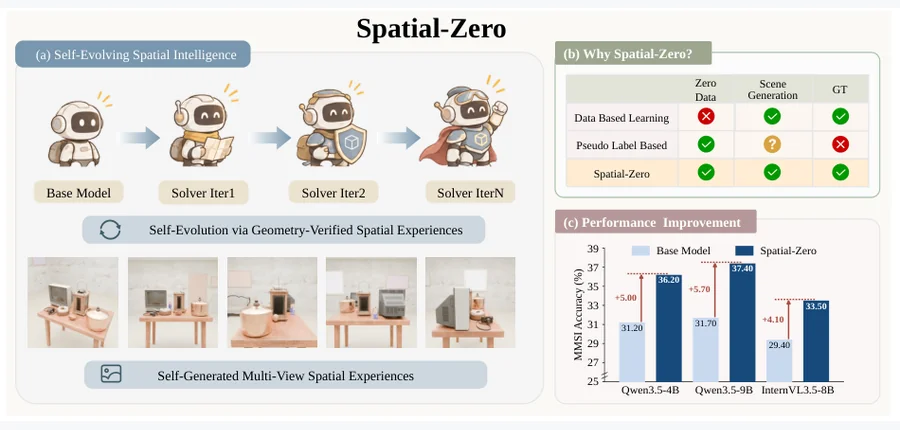 Spatial-Zero
(a) Self-Evolving Spatial Intelligence
Base Model
Solver Iter1
Solver Iter2
Solver IterN
Self-Evolution via Geometry-Verified Spatial Experiences
Self-Generated Multi-View Spatial Experiences
(b) Why Spatial-Zero?
Zero
Data
Scene
Generation
GT
Data Based Learning
Pseudo Label Based
?
Spatial-Zero
(c) Performance Improvement
Base Model
Spatial-Zero
MMSI Accuracy (%)
39
37
35
33
31
29
27
25
+5.00
31.20
36.20
+5.70
31.70
37.40
+4.10
29.40
33.50
Qwen3.5-4B
Qwen3.5-9B
InternVL3.5-8B